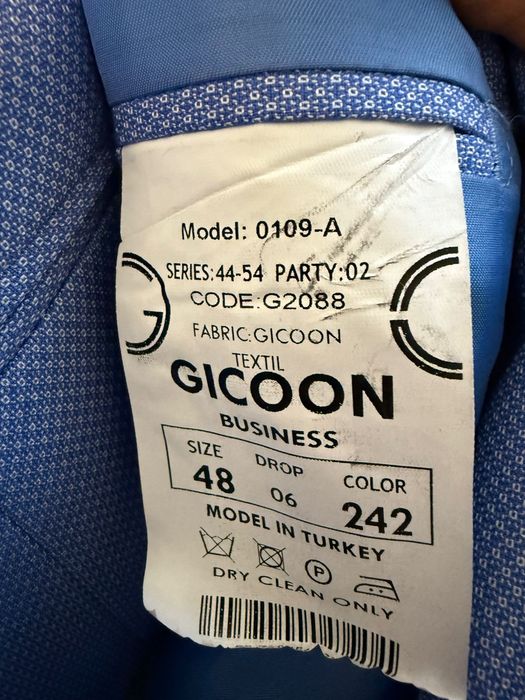 Model: 0109-A
SERIES:44-54 PARTY:02
CODE:G2088
FABRIC:GICOON
TEXTIL
GICOON
BUSINESS
SIZE DROP COLOR
48 06 242
MODEL IN TURKEY
P
DRY CLEAN ONLY